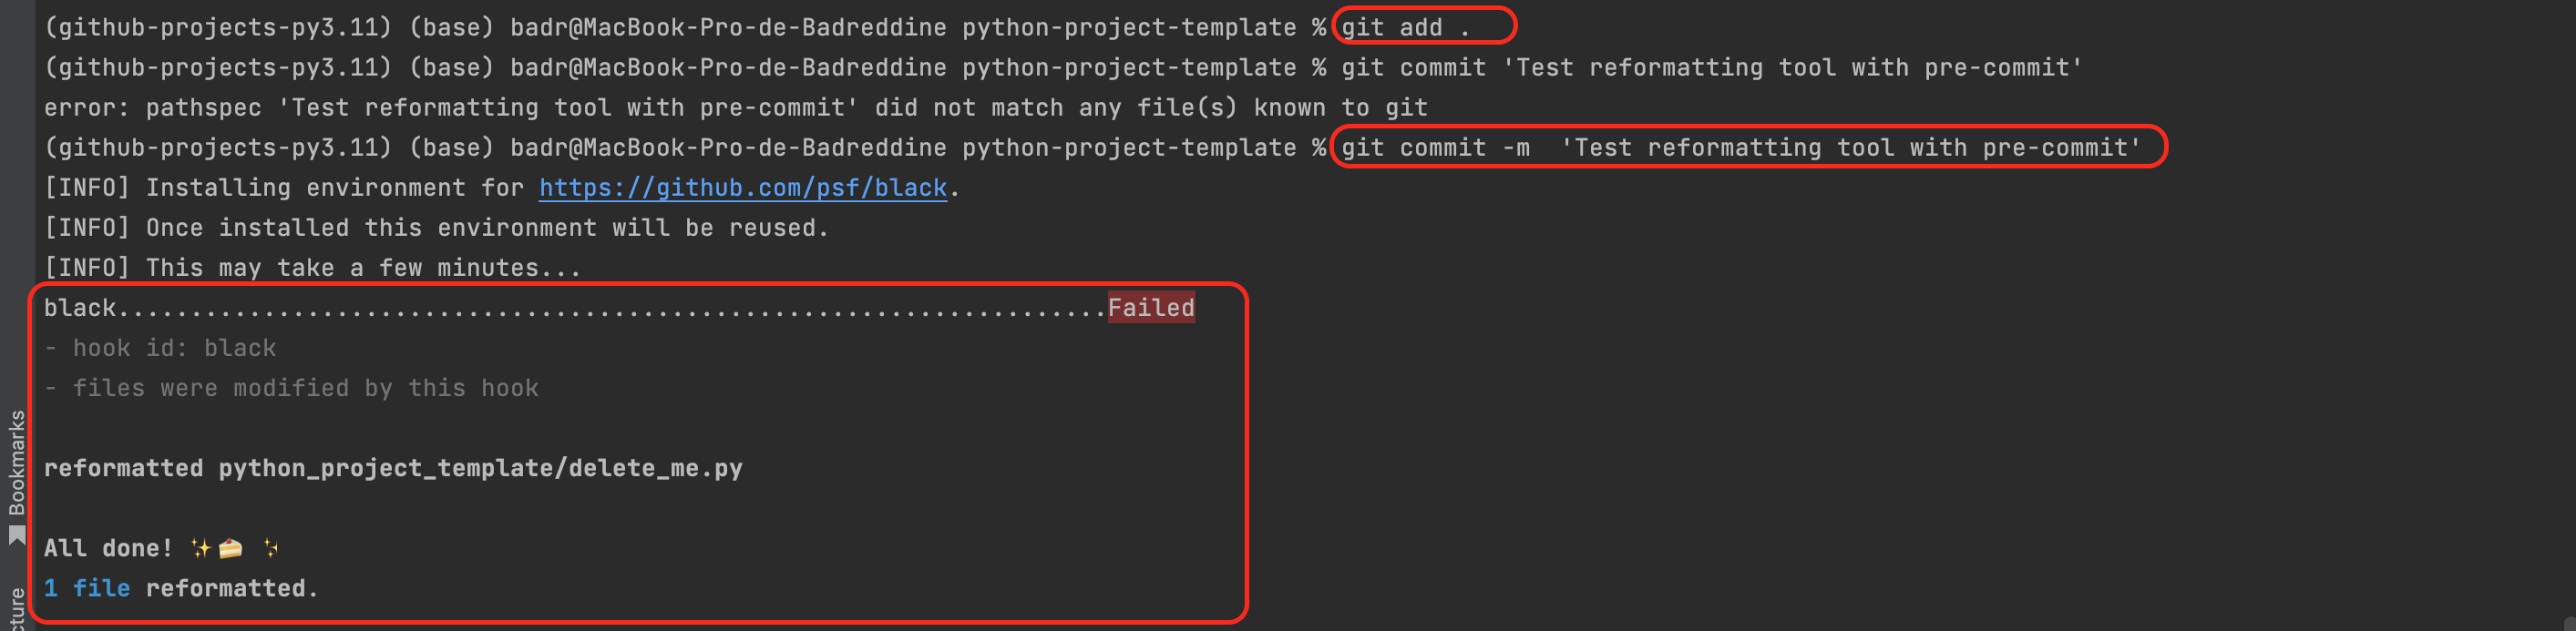 (github-projects-py3.11) (base) badr@MacBook-Pro-de-Badreddine python-project-template % git add .
(github-projects-py3.11) (base) badr@MacBook-Pro-de-Badreddine python-project-template % git commit 'Test reformatting tool with pre-commit'
error: pathspec 'Test reformatting tool with pre-commit' did not match any file(s) known to git
(github-projects-py3.11) (base) badr@MacBook-Pro-de-Badreddine python-project-template % git commit -m  'Test reformatting tool with pre-commit'
[INFO] Installing environment for https://github.com/psf/black.
[INFO] Once installed this environment will be reused.
[INFO] This may take a few minutes...
black....................................................................Failed
- hook id: black
- files were modified by this hook
reformatted python_project_template/delete_me.py
All done! ✨🍰 ✨
1 file reformatted.
Bookmarks
cture